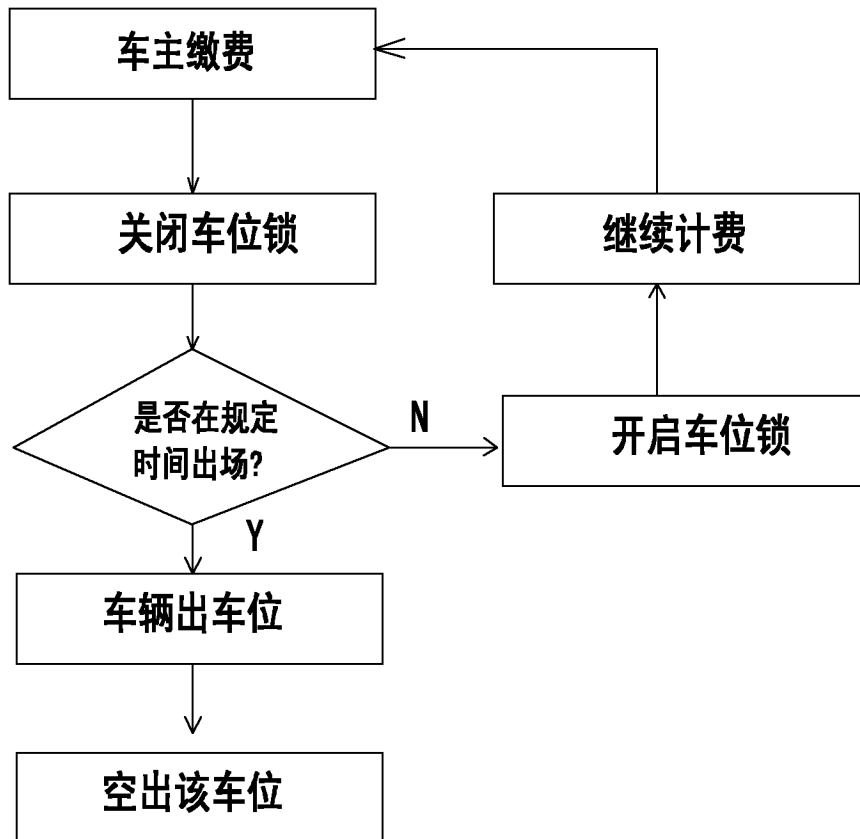 车主缴费
关闭车位锁
继续计费
是否在规定
时间出场?
N
开启车位锁
Y
车辆出车位
空出该车位